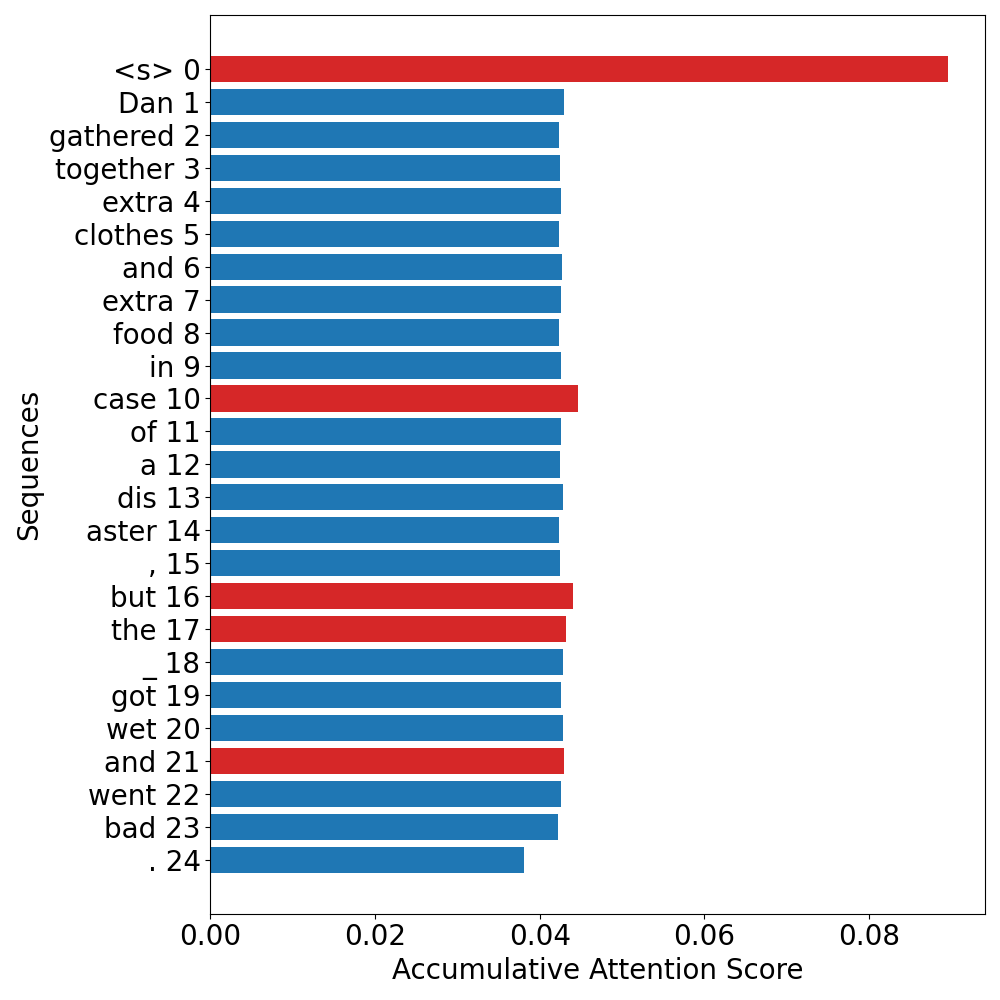 <s> 0
Dan 1
gathered 2
together 3
extra 4
clothes 5
and 6
extra 7
food 8
in 9
case 10
of 11
a 12
dis 13
aster 14
, 15
but 16
the 17
_ 18
got 19
wet 20
and 21
went 22
bad 23
. 24
Sequences
0.00 0.02 0.04 0.06 0.08
Accumulative Attention Score